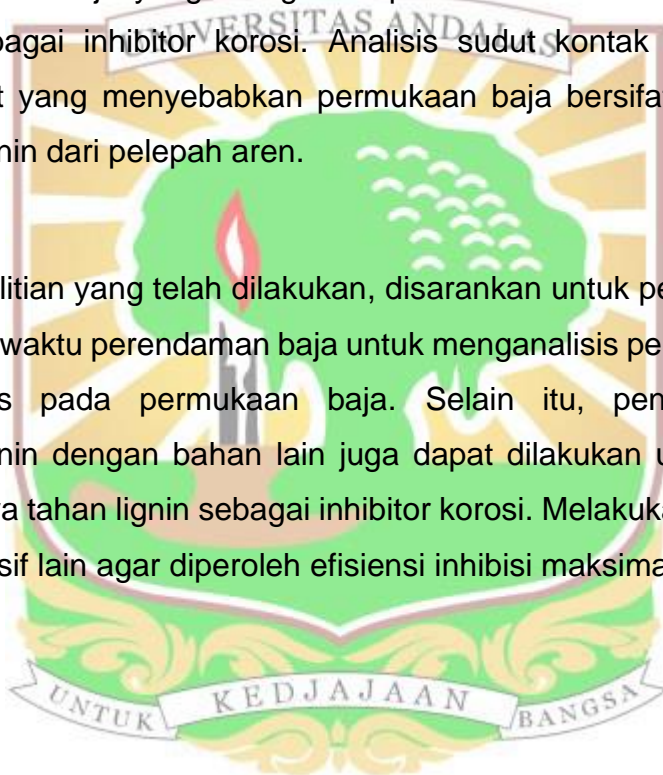 UNIVERSITAS ANDALAS
bagai inhibitor korosi. Analisis sudut kontak
yang menyebabkan permukaan baja bersifa
nin dari pelepah aren.
litian yang telah dilakukan, disarankan untuk pe
waktu perendaman baja untuk menganalisis pe
s pada permukaan baja. Selain itu, pen
nin dengan bahan lain juga dapat dilakukan u
a tahan lignin sebagai inhibitor korosi. Melakuka
sif lain agar diperoleh efisiensi inhibisi maksima
UNTUK KEDJAJAAN BANGSA